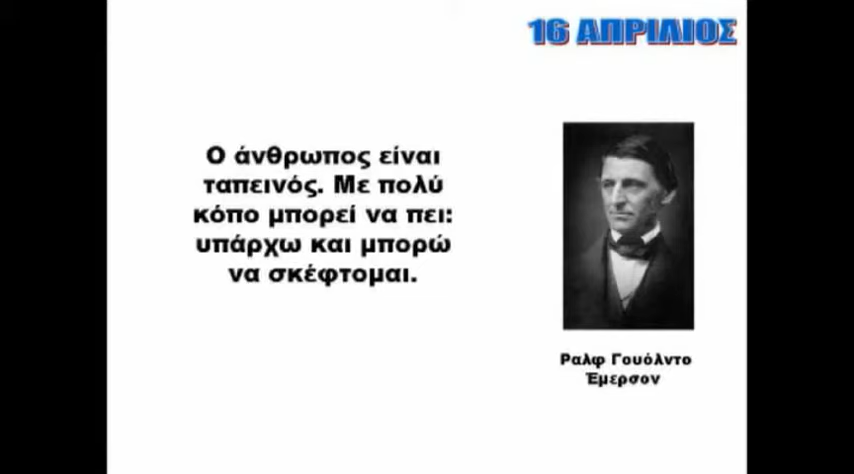 16 ΑΠΡΙΛΙΟΣ
Ο άνθρωπος είναι
ταπεινός. Με πολύ
κόπο μπορεί να πει:
υπάρχω και μπορώ
να σκέφτομαι.
Ραλφ Γουόλντο
Έμερσον